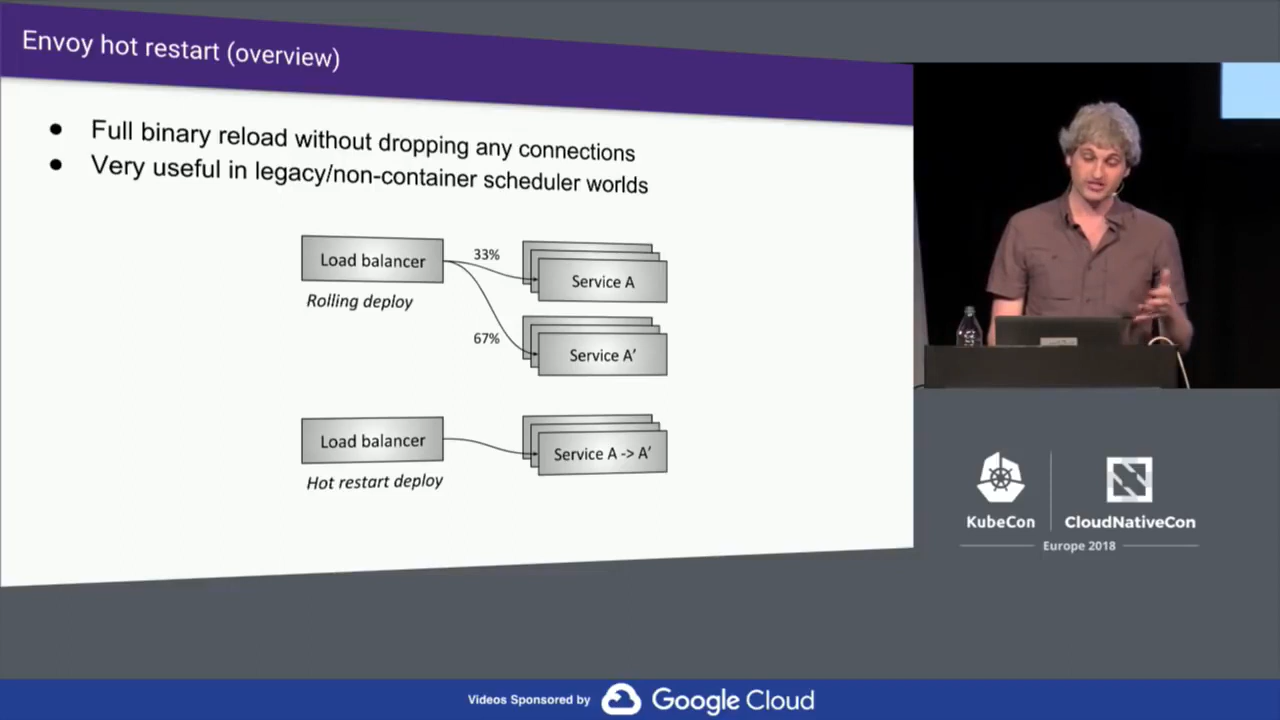 Envoy hot restart (overview)
● Full binary reload without dropping any connections
● Very useful in legacy/non-container scheduler worlds
Load balancer
33%
Service A
Rolling deploy
67%
Service A′
Load balancer
Service A -> A′
Hot restart deploy
KubeCon
CloudNativeCon
Europe 2018
Videos Sponsored by Google Cloud